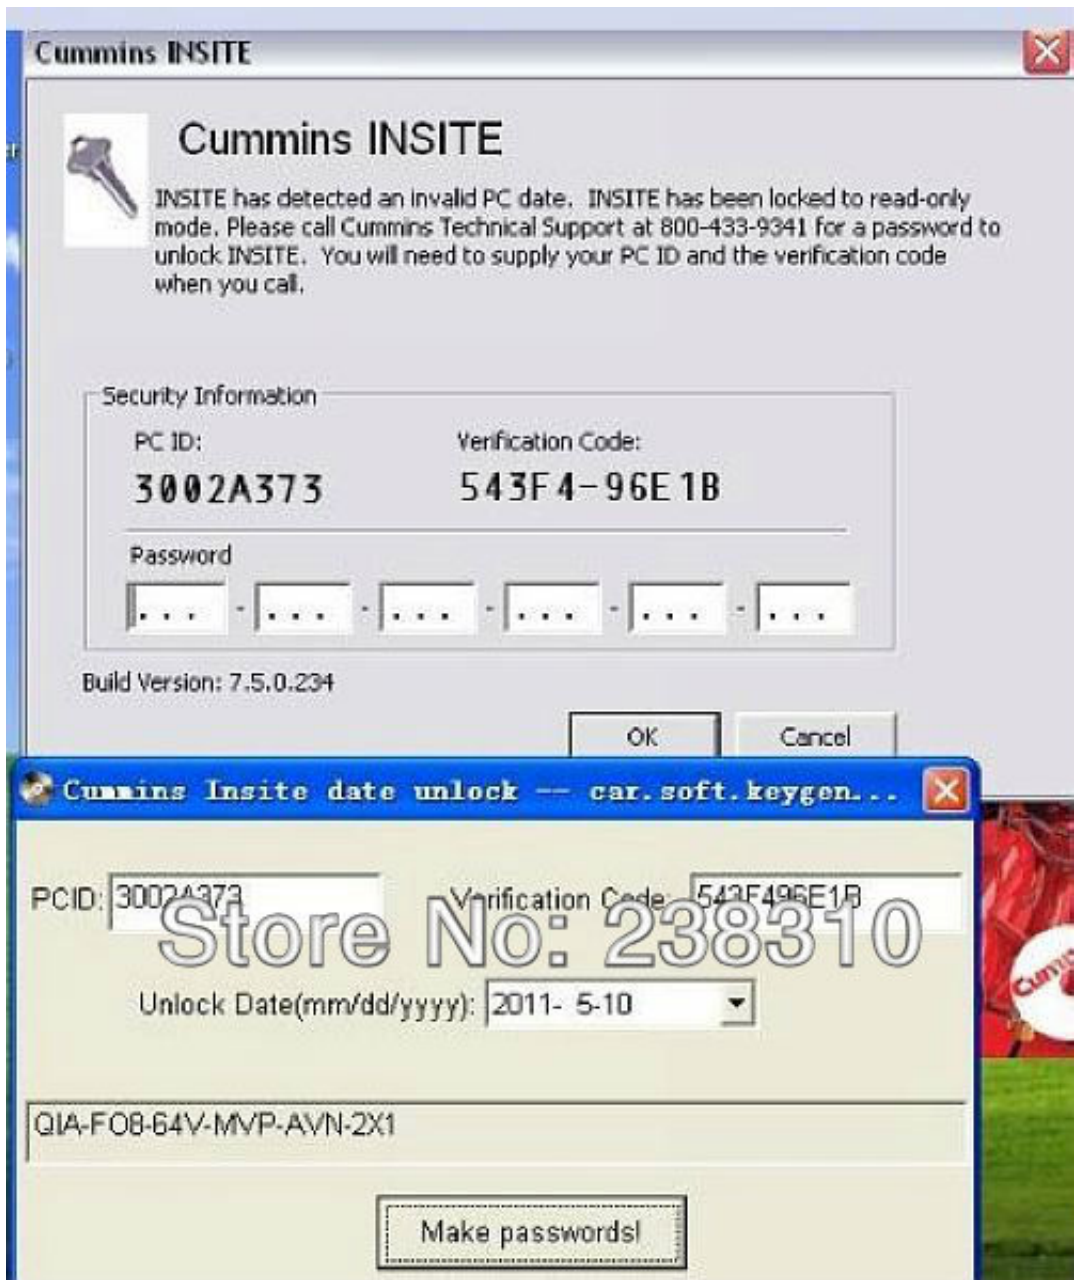 Cummins INSITE
Cummins INSITE
INSITE has detected an invalid PC date. INSITE has been locked to read-only
mode. Please call Cummins Technical Support at 800-433-9341 for a password to
unlock INSITE. You will need to supply your PC ID and the verification code
when you call.
Security Information
PC ID:
Verification Code:
3002A373
543F4-96E1B
Password
... - ... - ... - ... - ... - ...
Build Version: 7.5.0.234
OK
Cancel
Cummins Insite date unlock -- car.soft.keygen...
PCID: 3002A373
Verification Code: 543F496E1B
Store No: 238310
Unlock Date(mm/dd/yyyy): 2011- 5-10
QIA-FO8-64V-MVP-AVN-2X1
Make passwords!